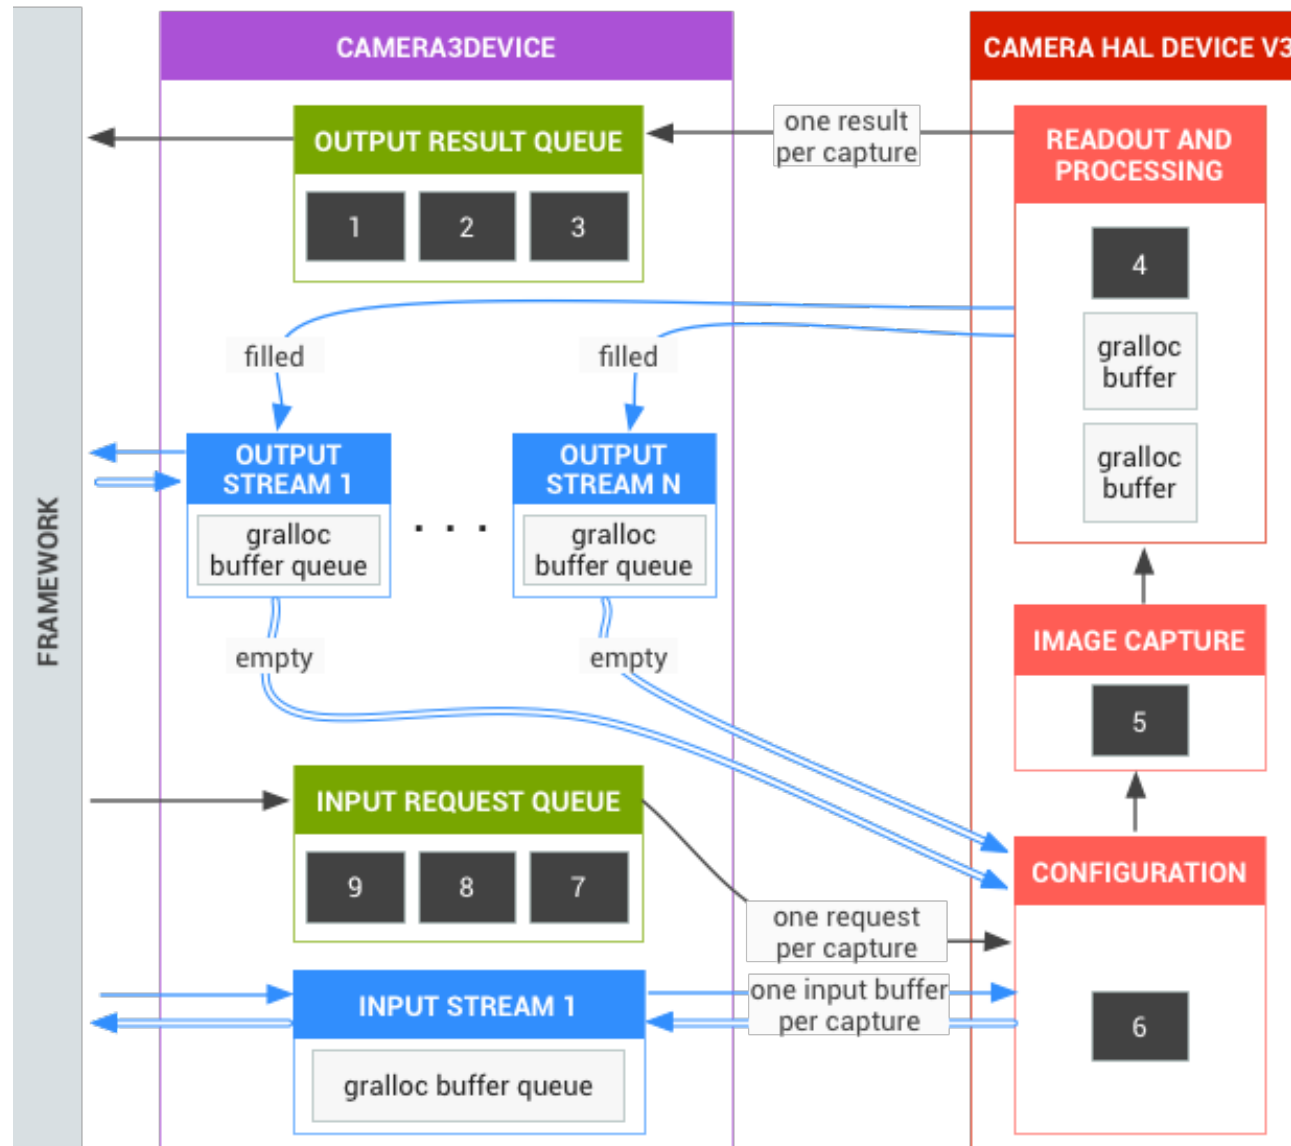 CAMERA3DEVICE
CAMERA HAL DEVICE V3
OUTPUT RESULT QUEUE
1 2 3
one result
per capture
READOUT AND
PROCESSING
4
gralloc
buffer
gralloc
buffer
filled
filled
OUTPUT
STREAM 1
gralloc
buffer queue
. . .
OUTPUT
STREAM N
gralloc
buffer queue
empty
empty
FRAMEWORK
IMAGE CAPTURE
5
INPUT REQUEST QUEUE
9 8 7
one request
per capture
CONFIGURATION
6
INPUT STREAM 1
gralloc buffer queue
one input buffer
per capture